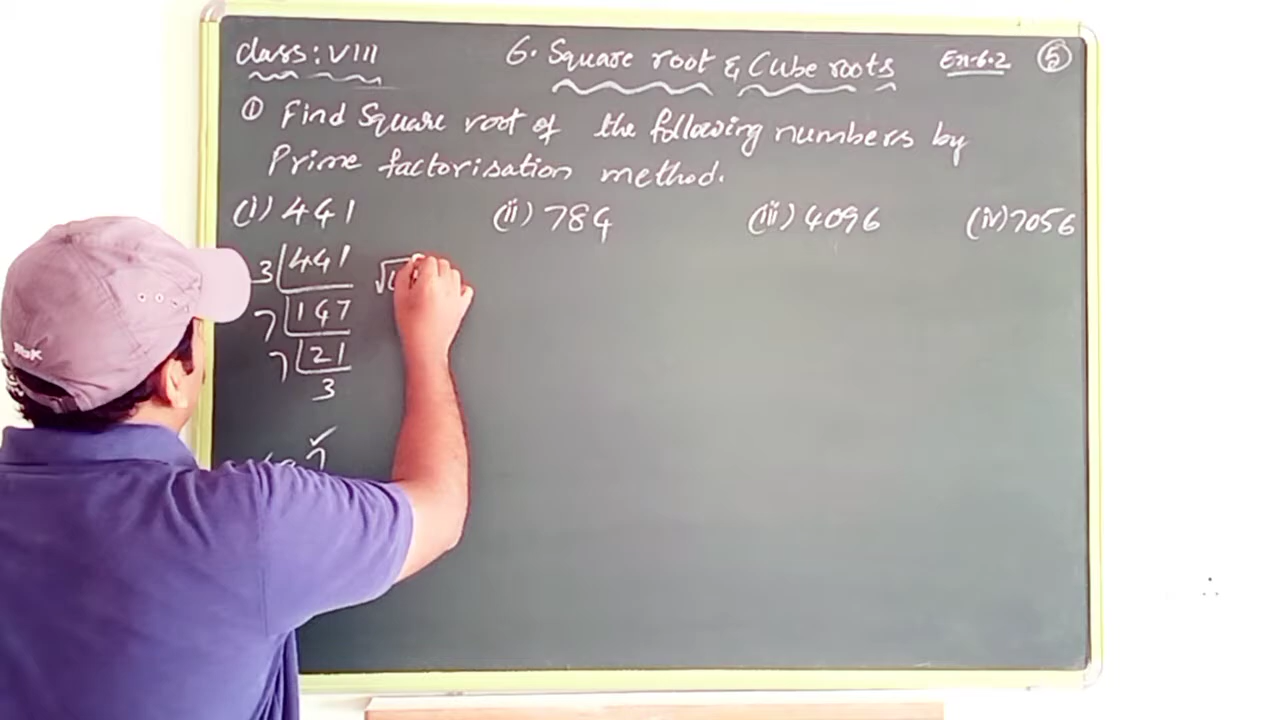 Class: VIII 6. Square root & Cube roots Ex-6.2 ⑤
① Find Square root of the following numbers by
Prime factorisation method.
(i) 441 (ii) 784 (iii) 4096 (iv) 7056
3 441
7 147
7 21
3
7 ✓